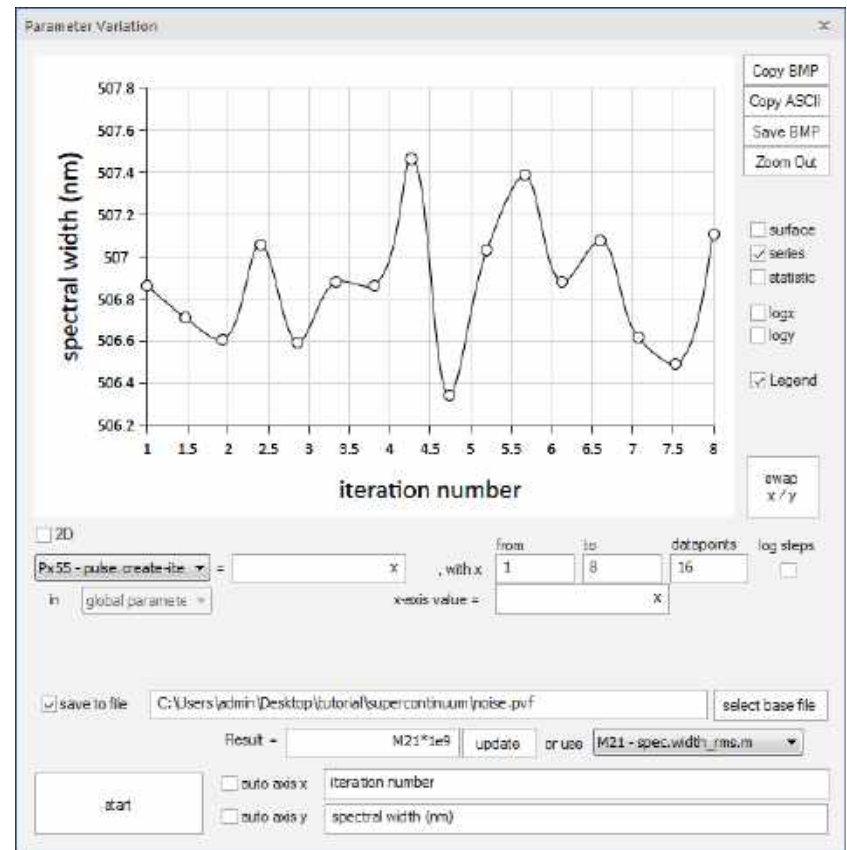 Parameter Variation
Copy BMP
Copy ASCII
Save BMP
Zoom Out
507.8
507.6
507.4
507.2
507
506.8
506.6
506.4
506.2
spectral width (nm)
1 1.5 2 2.5 3 3.5 4 4.5 5 5.5 6 6.5 7 7.5 8
iteration number
surface
series
statistic
logx
logy
Legend
swap
x / y
2D
from to datapoints log steps
Px55 - pulse.create-ite = x , with x 1 8 16
in global paramete x-axis value = x
save to file C:\Users\admin\Desktop\tutorial\supercontinuum\noise.pvf select base file
Result = M21*1e9 update or use M21 - spec.width_rms.m
start
auto axis x iteration number
auto axis y spectral width (nm)